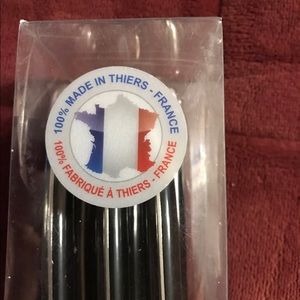 100% MADE IN THIERS - FRANCE
100% FABRIQUÉ À THIERS - FRANCE